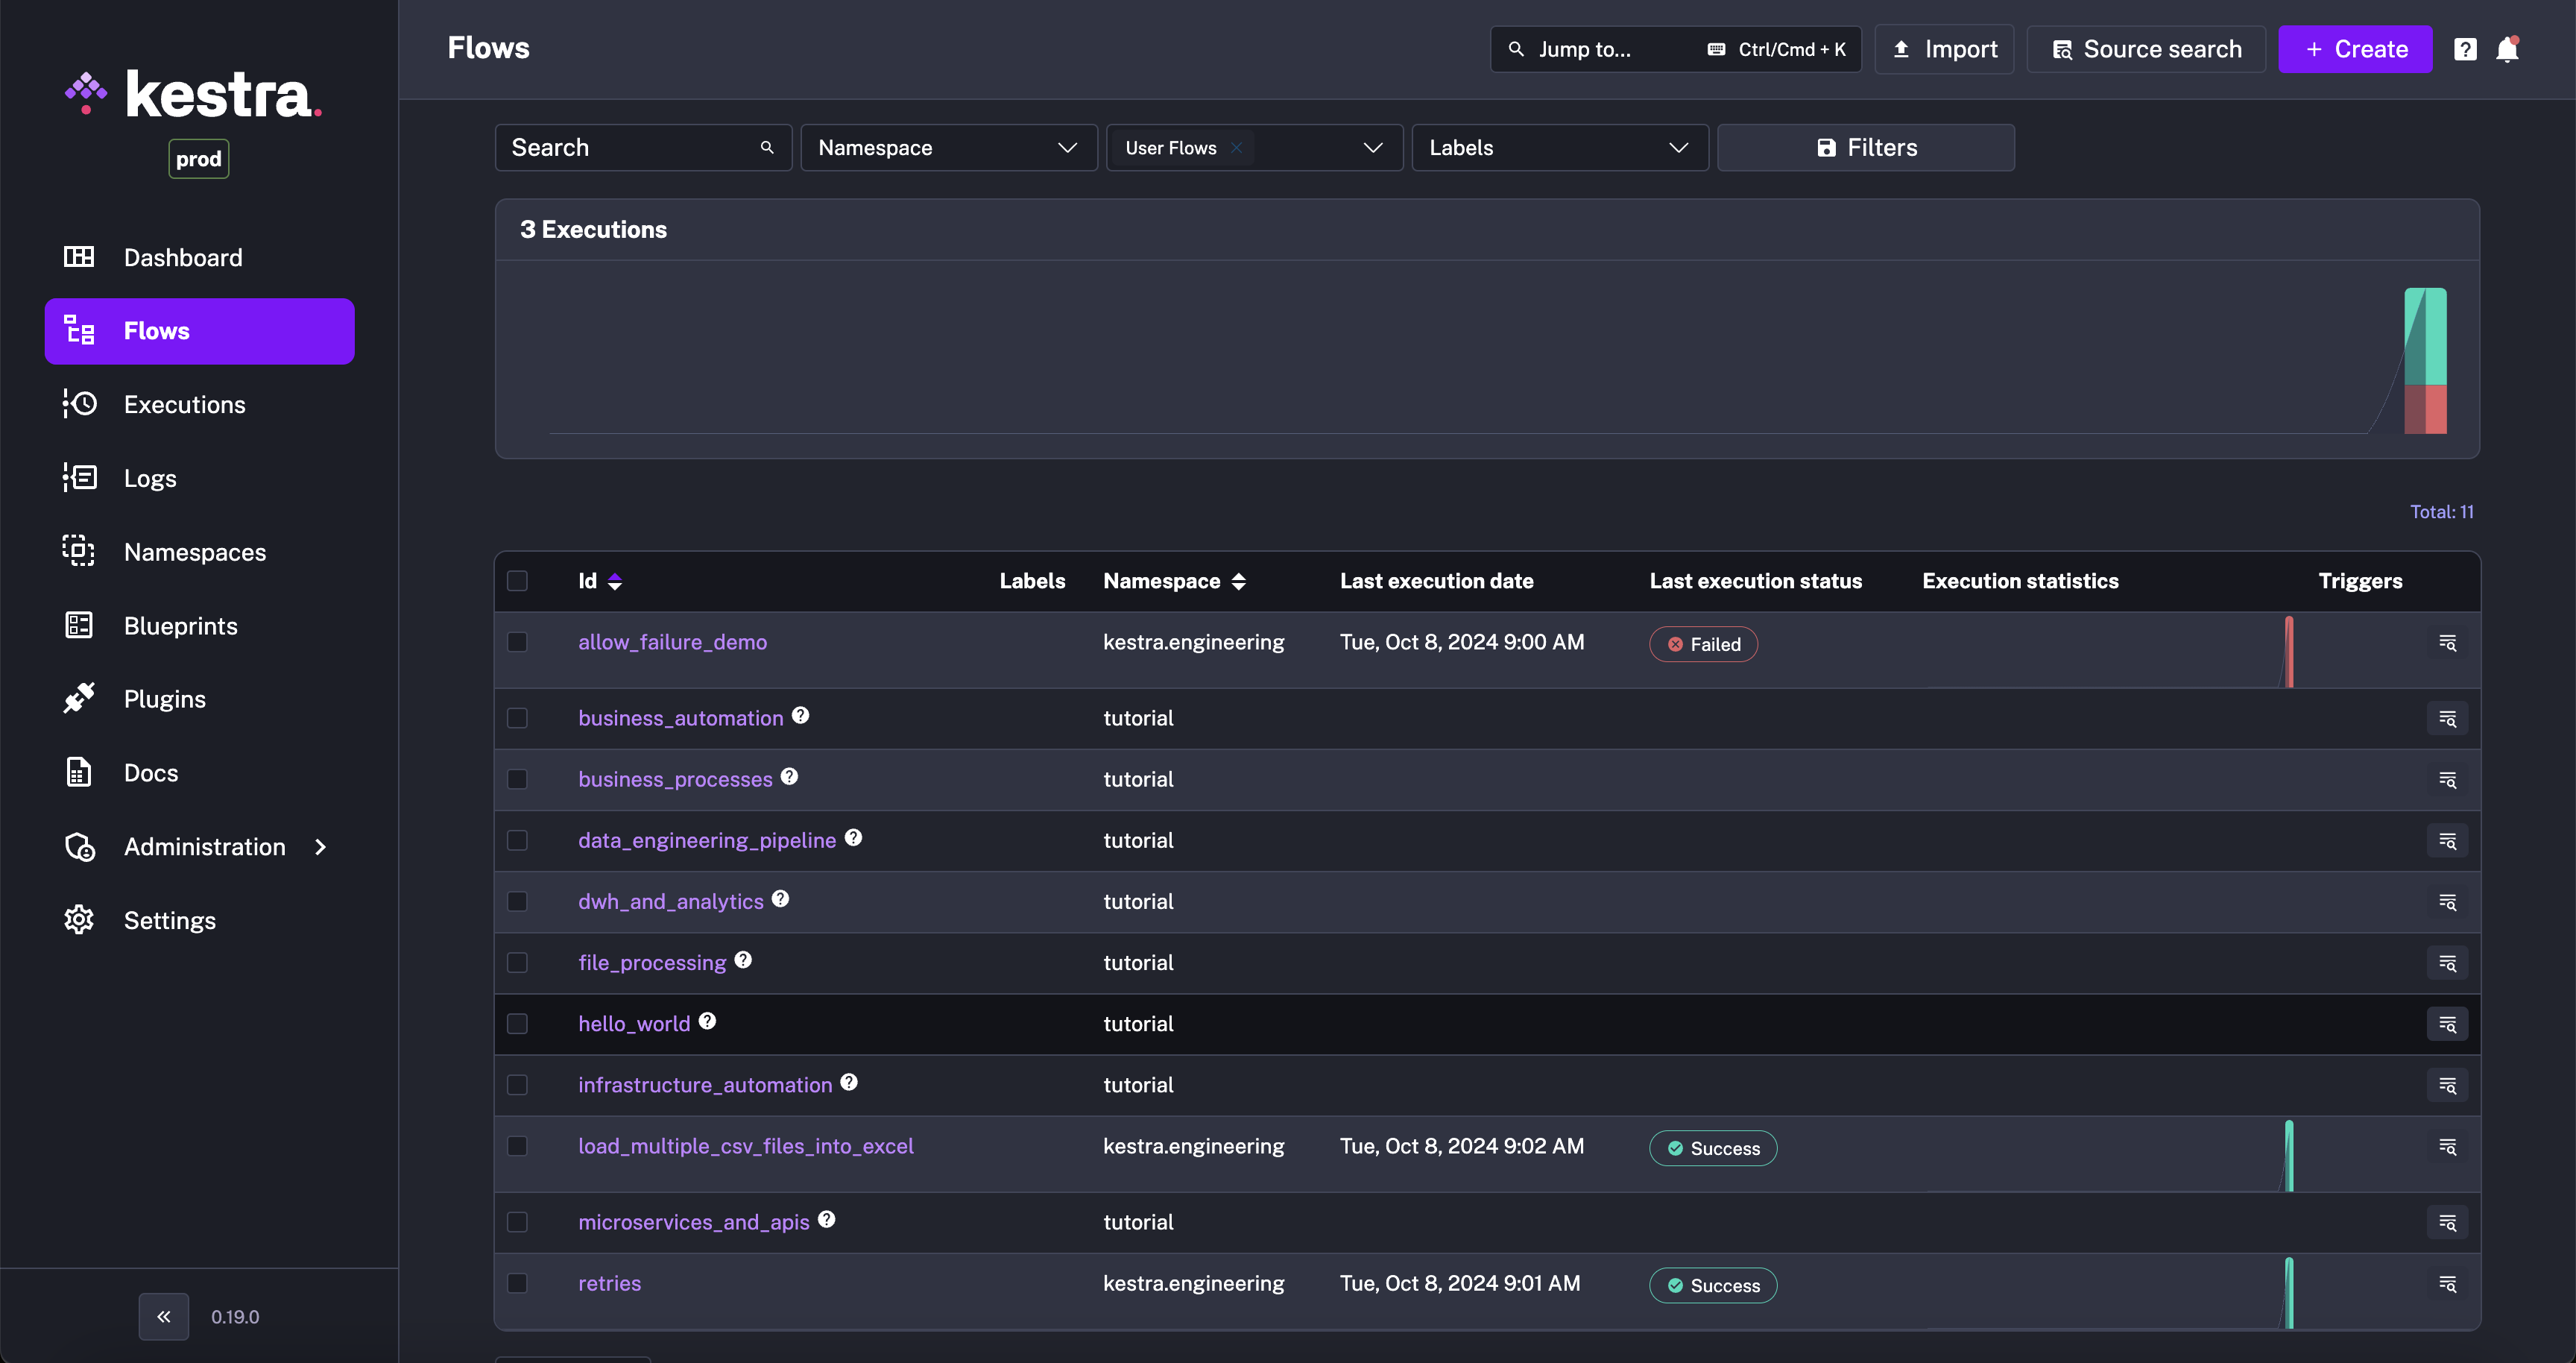 kestra.
prod
Dashboard
Flows
Executions
Logs
Namespaces
Blueprints
Plugins
Docs
Administration
Settings
0.19.0
Flows
Jump to... Ctrl/Cmd + K
Import
Source search
+ Create
Search
Namespace
User Flows
Labels
Filters
3 Executions
Total: 11
Id Labels Namespace Last execution date Last execution status Execution statistics Triggers
allow_failure_demo kestra.engineering Tue, Oct 8, 2024 9:00 AM Failed
business_automation tutorial
business_processes tutorial
data_engineering_pipeline tutorial
dwh_and_analytics tutorial
file_processing tutorial
hello_world tutorial
infrastructure_automation tutorial
load_multiple_csv_files_into_excel kestra.engineering Tue, Oct 8, 2024 9:02 AM Success
microservices_and_apis tutorial
retries kestra.engineering Tue, Oct 8, 2024 9:01 AM Success